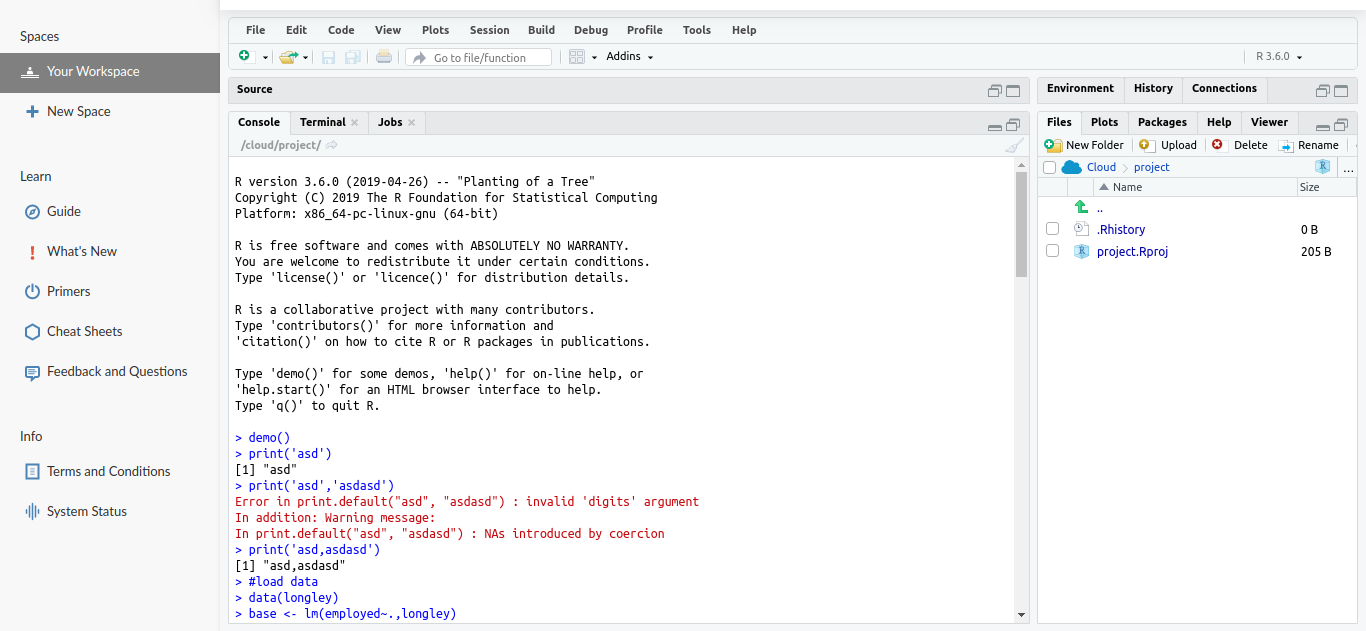 Spaces
Your Workspace
New Space
Learn
Guide
What's New
Primers
Cheat Sheets
Feedback and Questions
Info
Terms and Conditions
System Status
File Edit Code View Plots Session Build Debug Profile Tools Help
Go to file/function Addins R 3.6.0
Source
Console Terminal Jobs
/cloud/project/
R version 3.6.0 (2019-04-26) -- "Planting of a Tree"
Copyright (C) 2019 The R Foundation for Statistical Computing
Platform: x86_64-pc-linux-gnu (64-bit)
R is free software and comes with ABSOLUTELY NO WARRANTY.
You are welcome to redistribute it under certain conditions.
Type 'license()' or 'licence()' for distribution details.
R is a collaborative project with many contributors.
Type 'contributors()' for more information and
'citation()' on how to cite R or R packages in publications.
Type 'demo()' for some demos, 'help()' for on-line help, or
'help.start()' for an HTML browser interface to help.
Type 'q()' to quit R.
> demo()
> print('asd')
[1] "asd"
> print('asd','asdasd')
Error in print.default("asd", "asdasd") : invalid 'digits' argument
In addition: Warning message:
In print.default("asd", "asdasd") : NAs introduced by coercion
> print('asd,asdasd')
[1] "asd,asdasd"
> #load data
> data(longley)
> base <- lm(employed~.,longley)
Environment History Connections
Files Plots Packages Help Viewer
New Folder Upload Delete Rename
Cloud project R ...
Name Size
..
.Rhistory 0 B
R project.Rproj 205 B